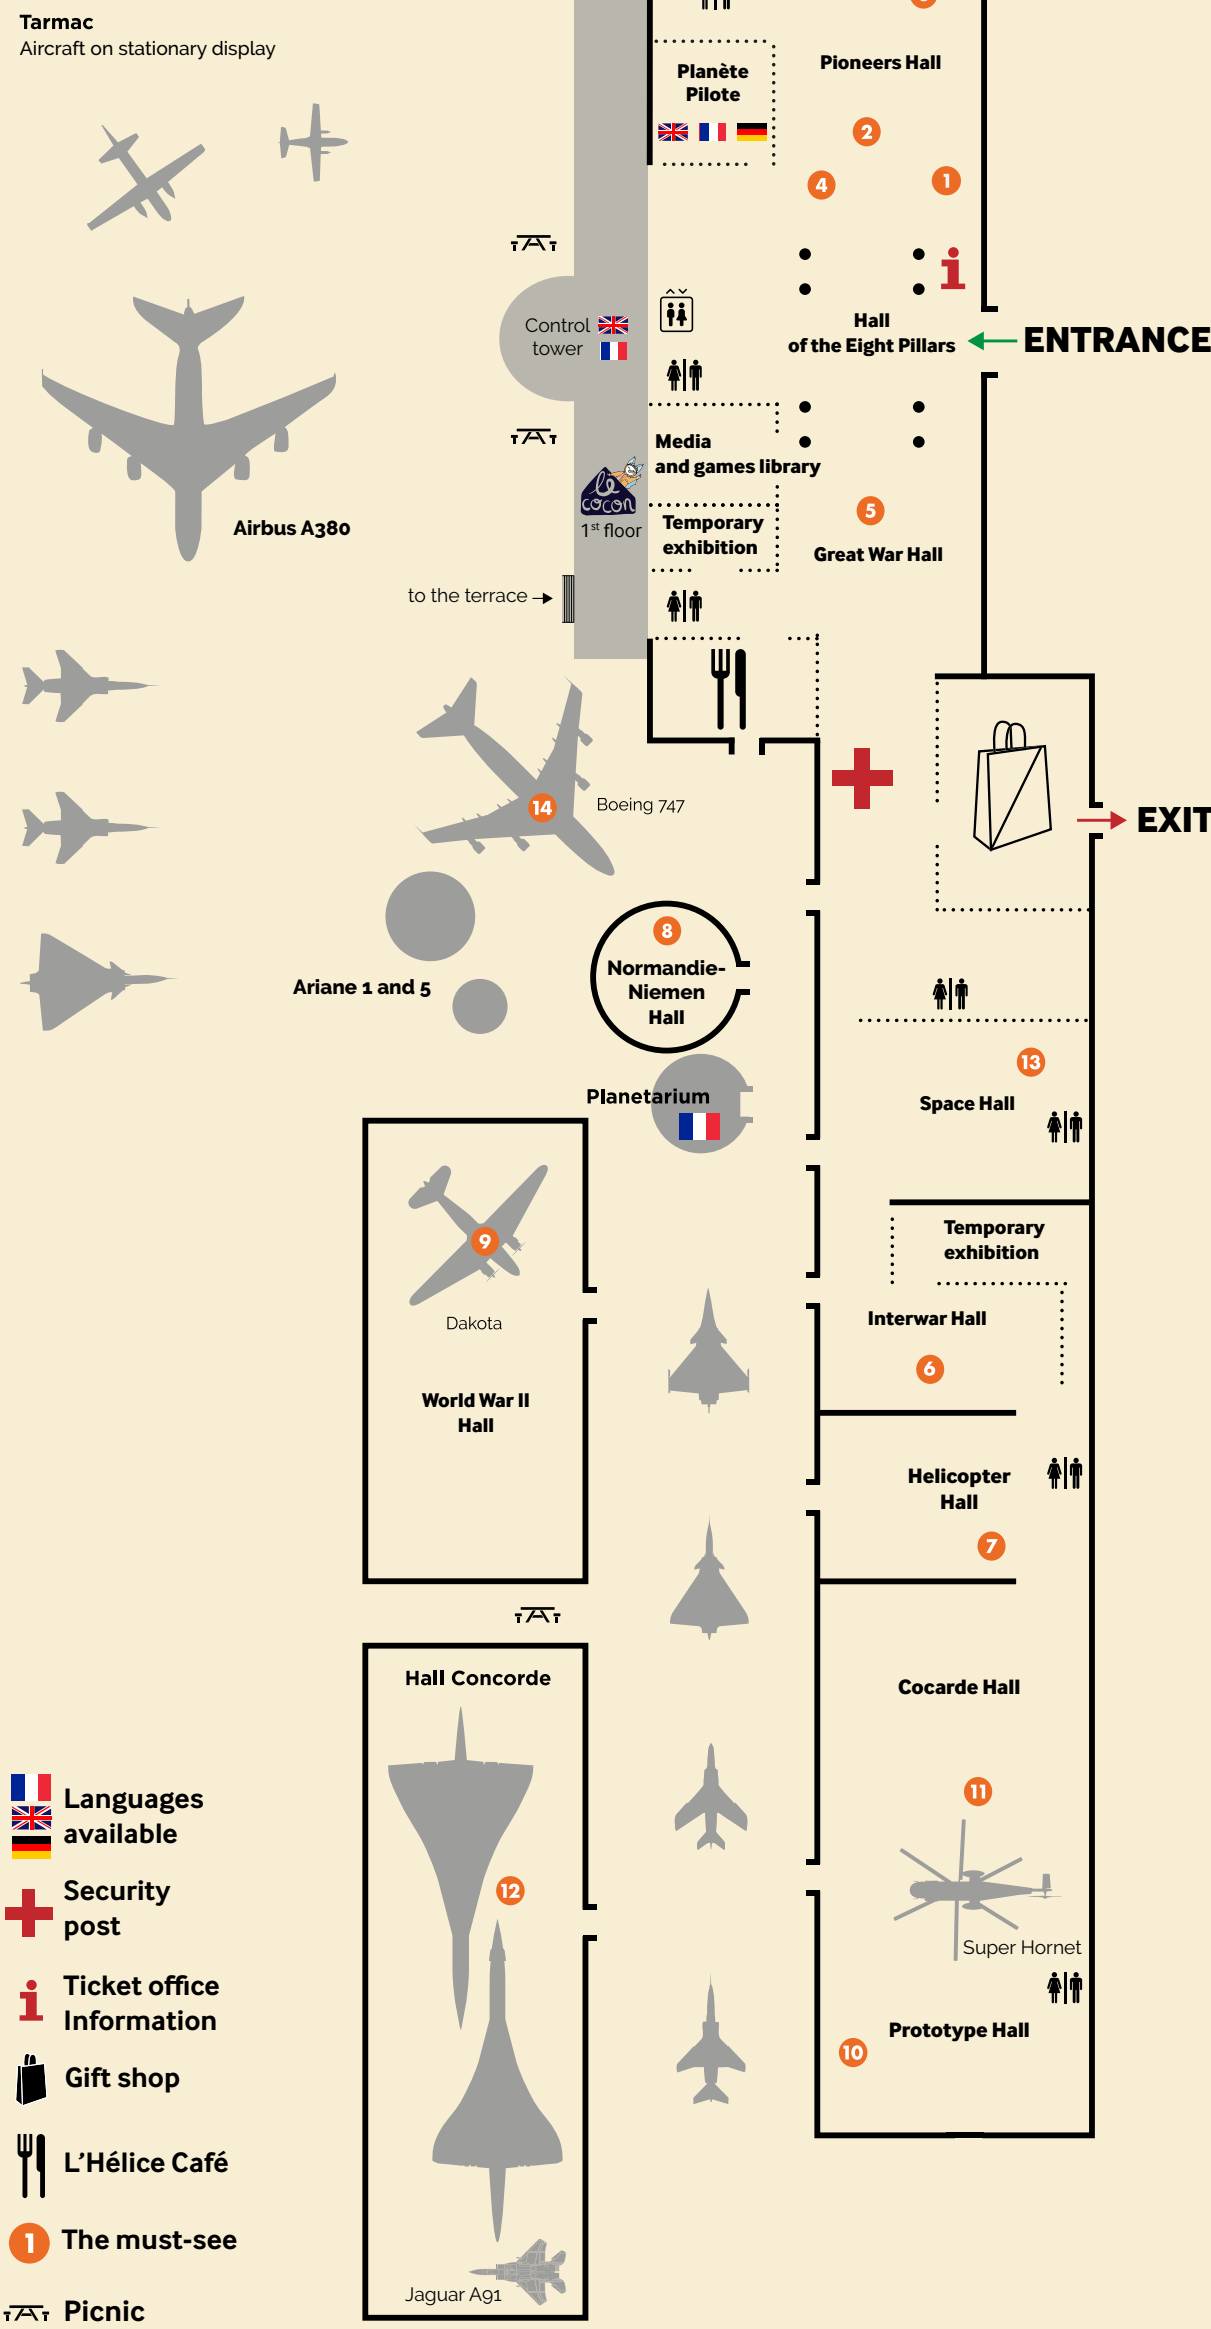 Tarmac
Aircraft on stationary display
Pioneers Hall
Planète
Pilote
2
4
1
Control
tower
Hall
of the Eight Pillars
ENTRANCE
Media
and games library
le
cocon
1st floor
Temporary
exhibition
5
Great War Hall
Airbus A380
to the terrace
14
Boeing 747
EXIT
8
Normandie-
Niemen
Hall
Ariane 1 and 5
13
Space Hall
Planetarium
9
Dakota
World War II
Hall
Temporary
exhibition
Interwar Hall
6
Helicopter
Hall
7
Hall Concorde
Cocarde Hall
11
12
Super Hornet
Prototype Hall
10
Jaguar A91
Languages
available
Security
post
i
Ticket office
Information
Gift shop
L'Hélice Café
1
The must-see
Picnic